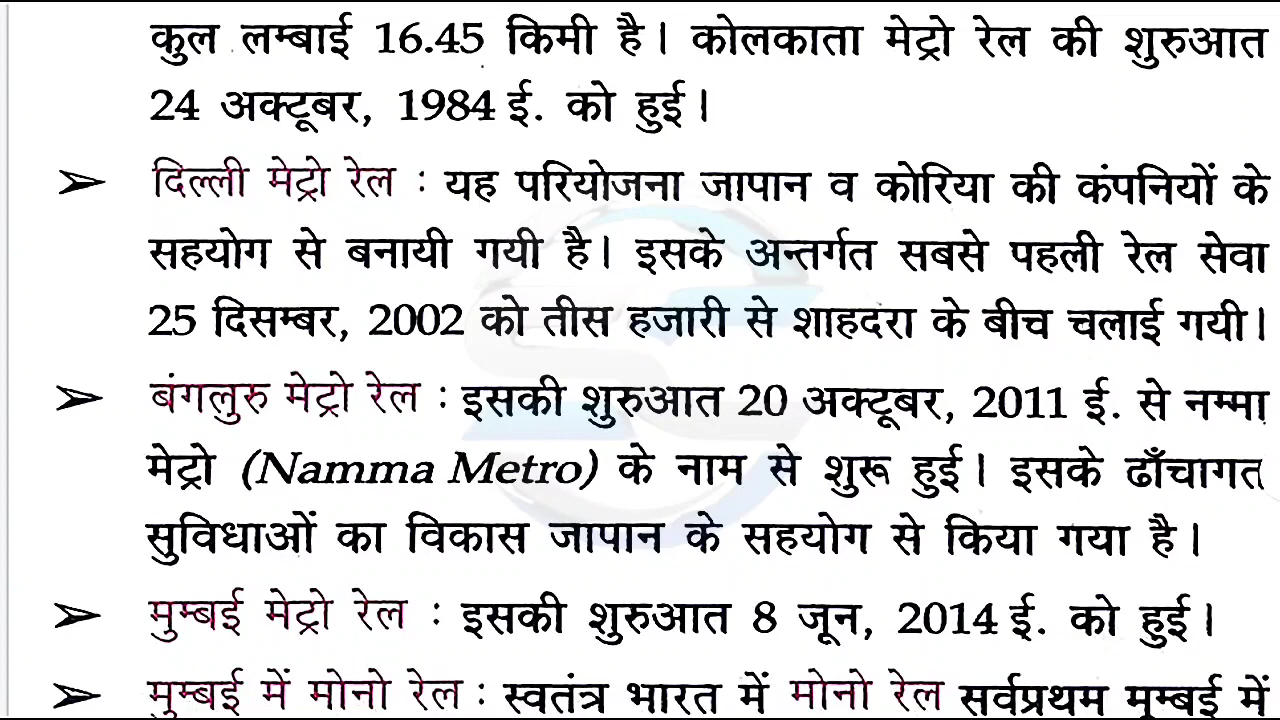 कुल लम्बाई 16.45 किमी है। कोलकाता मेट्रो रेल की शुरुआत
24 अक्टूबर, 1984 ई. को हुई।
➢ दिल्ली मेट्रो रेल : यह परियोजना जापान व कोरिया की कंपनियों के
सहयोग से बनायी गयी है। इसके अन्तर्गत सबसे पहली रेल सेवा
25 दिसम्बर, 2002 को तीस हजारी से शाहदरा के बीच चलाई गयी।
➢ बंगलुरु मेट्रो रेल : इसकी शुरुआत 20 अक्टूबर, 2011 ई. से नम्मा
मेट्रो (Namma Metro) के नाम से शुरू हुई। इसके ढाँचागत
सुविधाओं का विकास जापान के सहयोग से किया गया है।
➢ मुम्बई मेट्रो रेल : इसकी शुरुआत 8 जून, 2014 ई. को हुई।
➢ मुम्बई में मोनो रेल : स्वतंत्र भारत में मोनो रेल सर्वप्रथम मुम्बई में